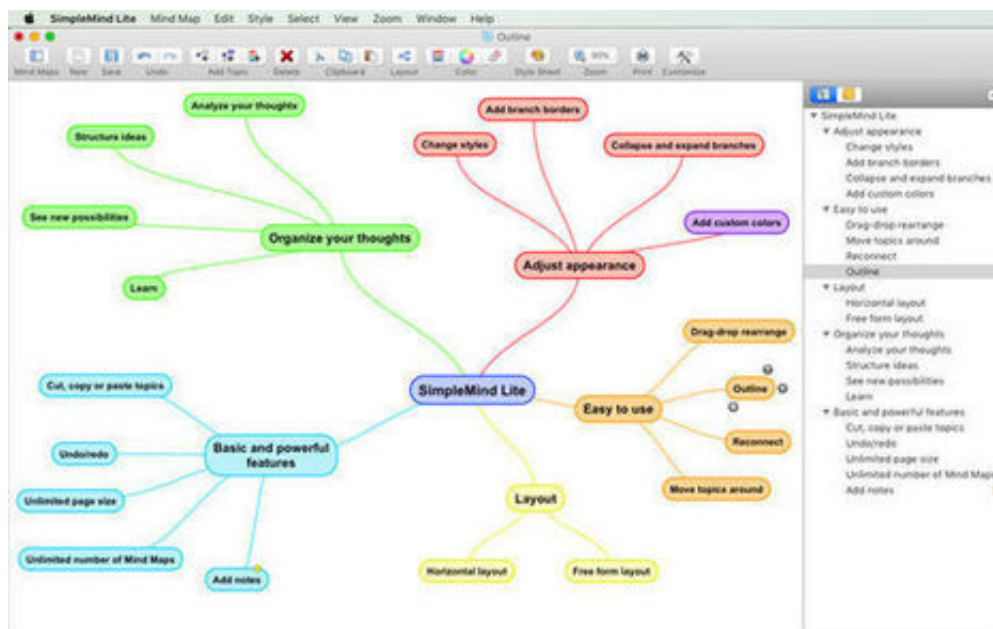 SimpleMind Lite Mind Map Edit Style Select View Zoom Window Help
Outline
Mind Maps New Save Undo Add Topic Delete Clipboard Layout Color Style Sheet Zoom Print Customize
Analyze your thoughts
Structure ideas
See new possibilities
Learn
Organize your thoughts
Add branch borders
Change styles
Collapse and expand branches
Add custom colors
Adjust appearance
SimpleMind Lite
Drag-drop rearrange
Outline
Reconnect
Move topics around
Easy to use
Cut, copy or paste topics
Undo/redo
Unlimited page size
Unlimited number of Mind Maps
Add notes
Basic and powerful
features
Layout
Horizontal layout
Free form layout
SimpleMind Lite
Adjust appearance
Change styles
Add branch borders
Collapse and expand branches
Add custom colors
Easy to use
Drag-drop rearrange
Move topics around
Reconnect
Outline
Layout
Horizontal layout
Free form layout
Organize your thoughts
Analyze your thoughts
Structure ideas
See new possibilities
Learn
Basic and powerful features
Cut, copy or paste topics
Undo/redo
Unlimited page size
Unlimited number of Mind Maps
Add notes